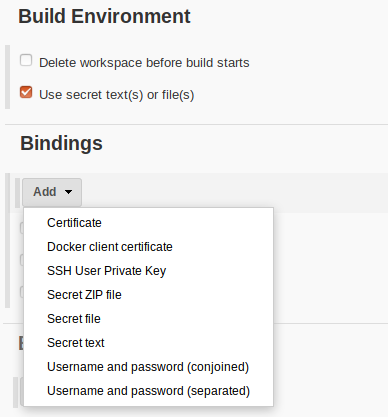 Build Environment
Delete workspace before build starts
Use secret text(s) or file(s)
Bindings
Add
Certificate
Docker client certificate
SSH User Private Key
Secret ZIP file
Secret file
Secret text
Username and password (conjoined)
Username and password (separated)